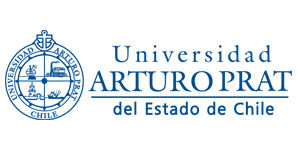 UNIVERSIDAD ARTURO PRAT
CHILE
Universidad
ARTURO PRAT
del Estado de Chile